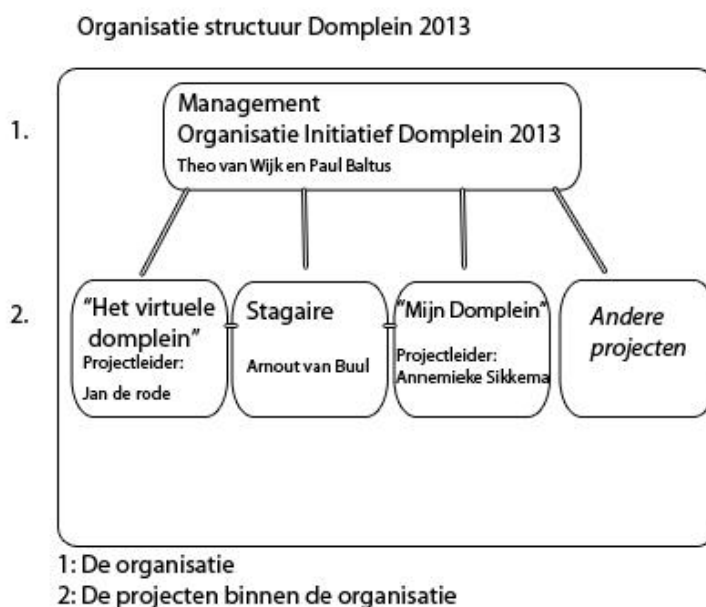 Organisatie structuur Domplein 2013
1.
Management
Organisatie Initiatief Domplein 2013
Theo van Wijk en Paul Baltus
2.
“Het virtuele
domplein”
Projectleider:
Jan de rode
Stagaire
Arnout van Buul
“Mijn Domplein”
Projectleider:
Annemieke Sikkema
Andere
projecten
1: De organisatie
2: De projecten binnen de organisatie